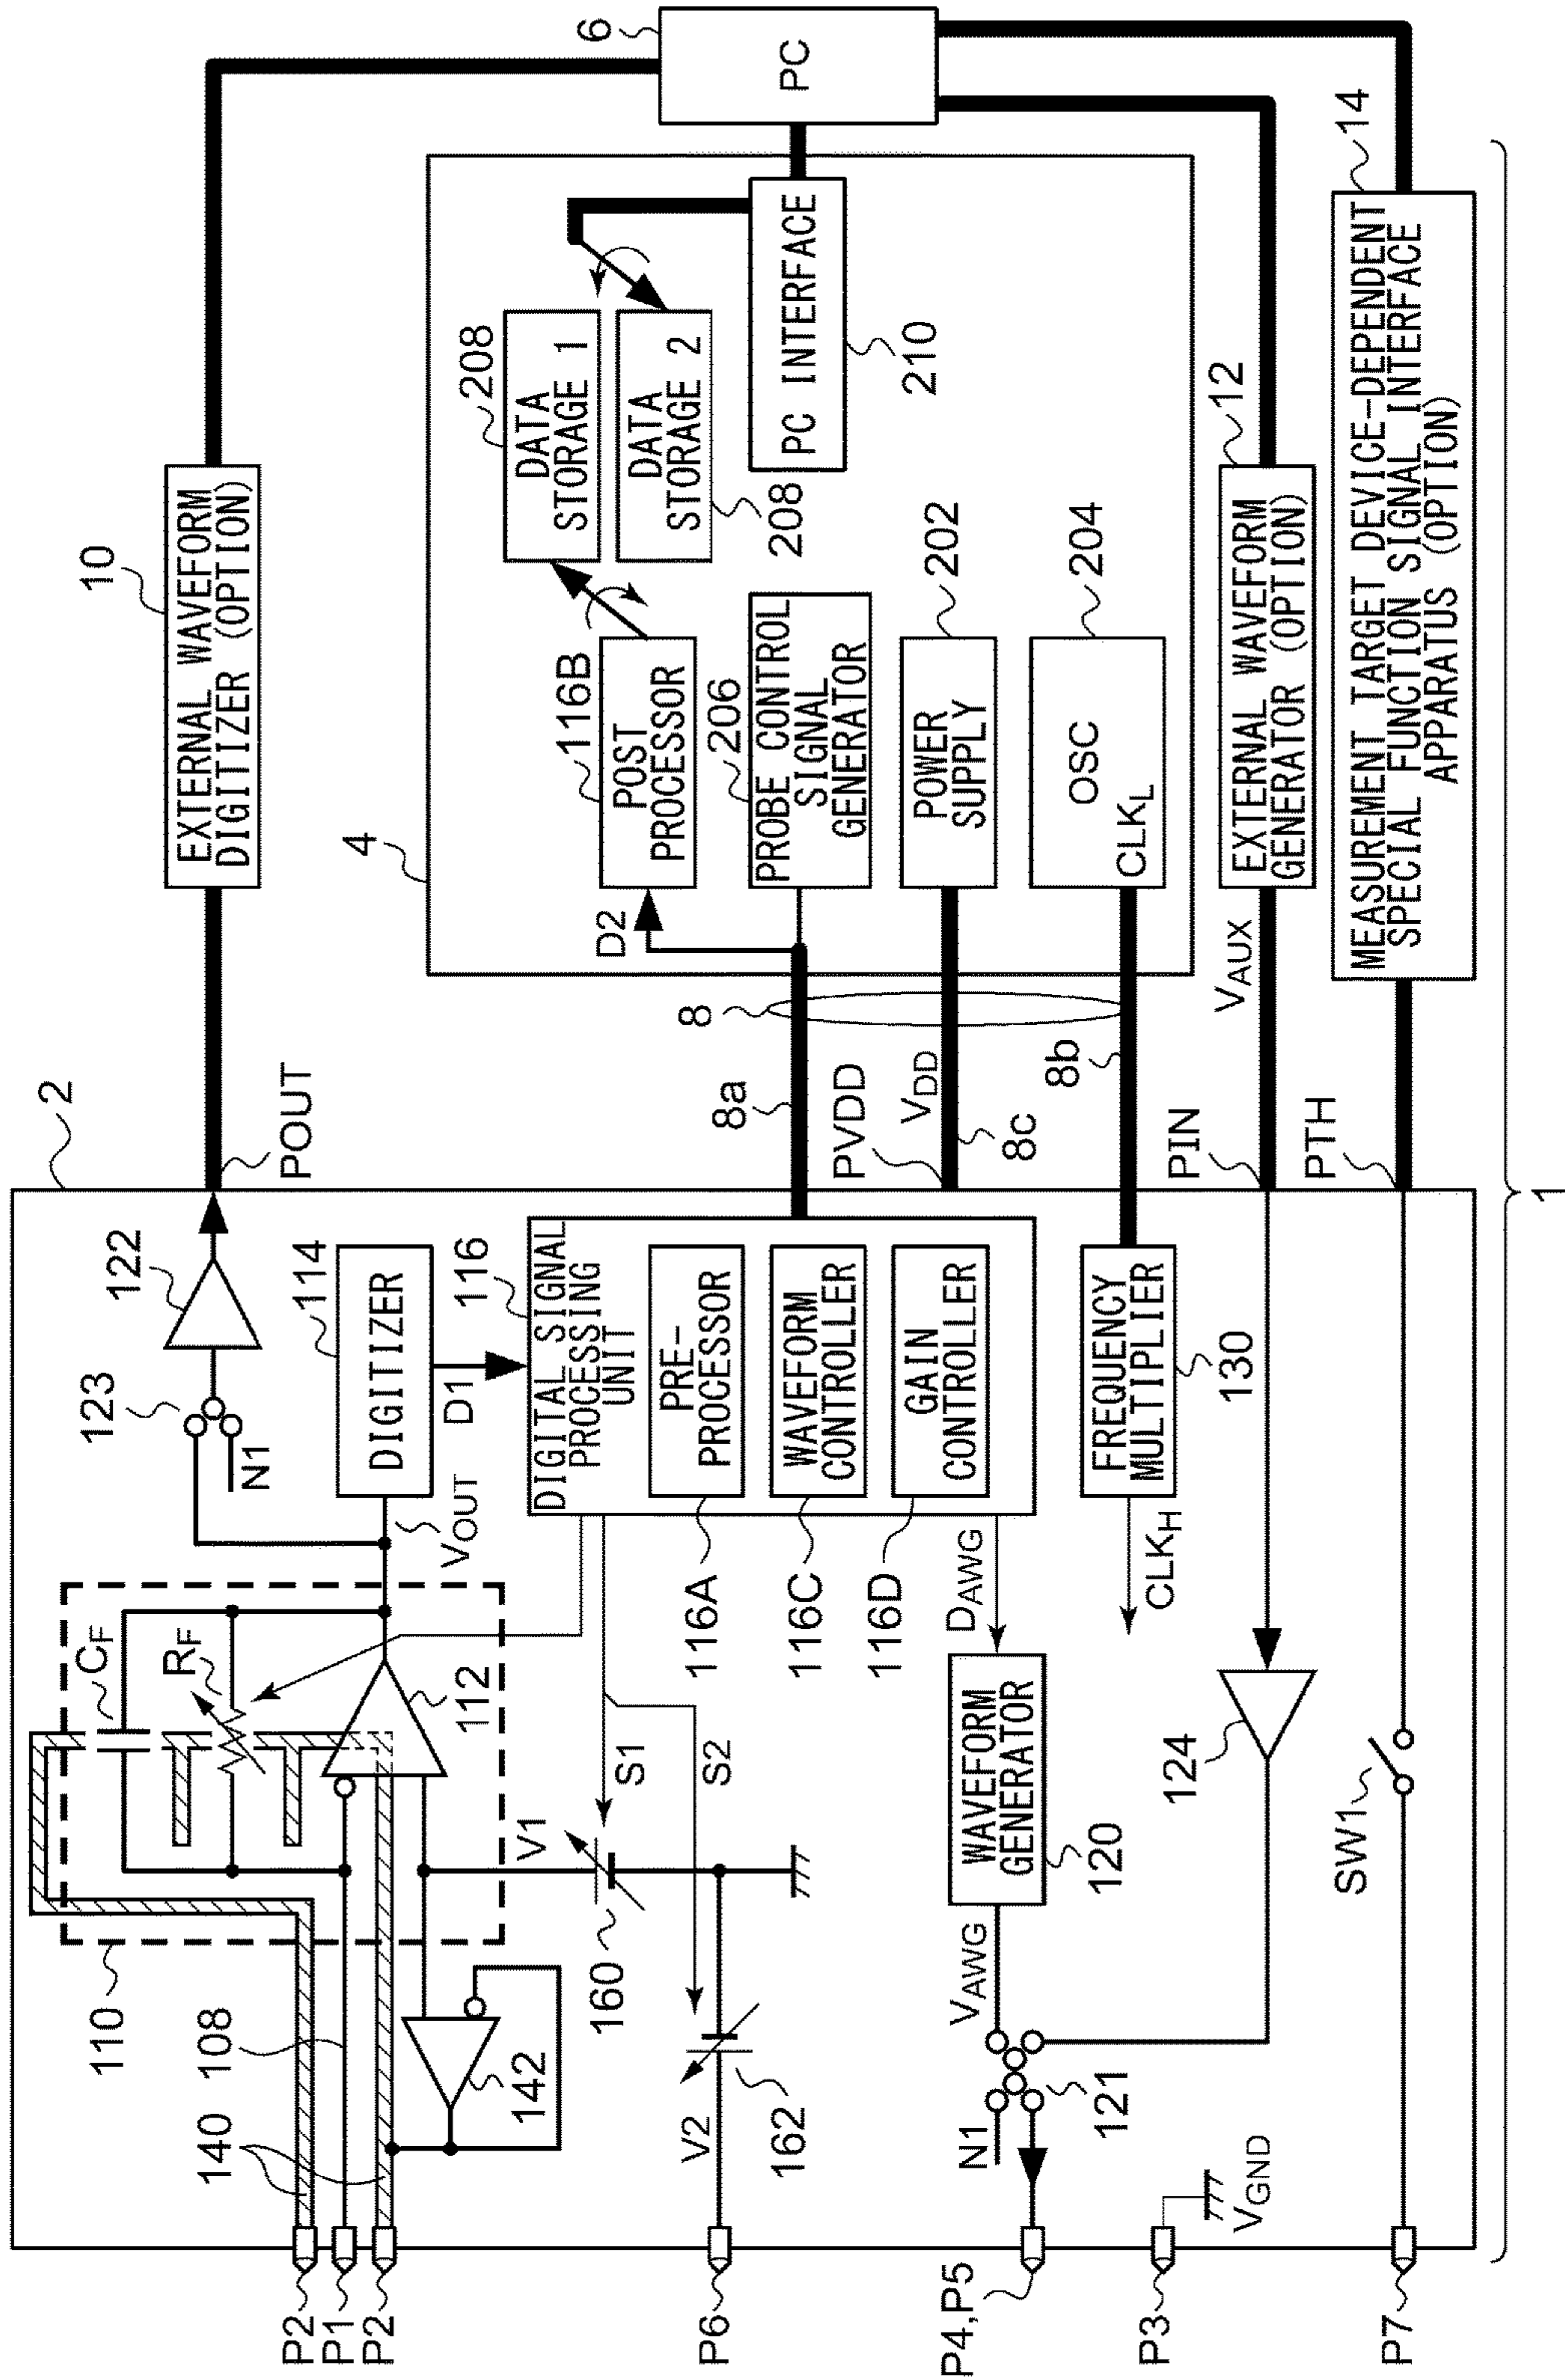 10
EXTERNAL WAVEFORM
DIGITIZER (OPTION)
6
PC
2
POUT
122
123
N1
114
DIGITIZER
D1
VOUT
CF
RF
112
110
108
140
142
P2
P1
P2
4
208
DATA
STORAGE 1
DATA
STORAGE 2
208
PC INTERFACE
210
116B
POST
PROCESSOR
D2
206
PROBE CONTROL
SIGNAL
GENERATOR
202
POWER
SUPPLY
204
OSC
CLKL
8
8a
PVDD
VDD
8c
8b
116
DIGITAL SIGNAL
PROCESSING
UNIT
PRE-
PROCESSOR
WAVEFORM
CONTROLLER
GAIN
CONTROLLER
116A
116C
116D
S1
S2
V1
160
V2
162
P6
DAWG
WAVEFORM
GENERATOR
120
VAWG
N1
121
P4,P5
FREQUENCY
MULTIPLIER
130
CLKH
12
EXTERNAL WAVEFORM
GENERATOR (OPTION)
VAUX
PIN
124
VGND
P3
14
MEASUREMENT TARGET DEVICE-DEPENDENT
SPECIAL FUNCTION SIGNAL INTERFACE
APPARATUS (OPTION)
PTH
SW1
P7
1